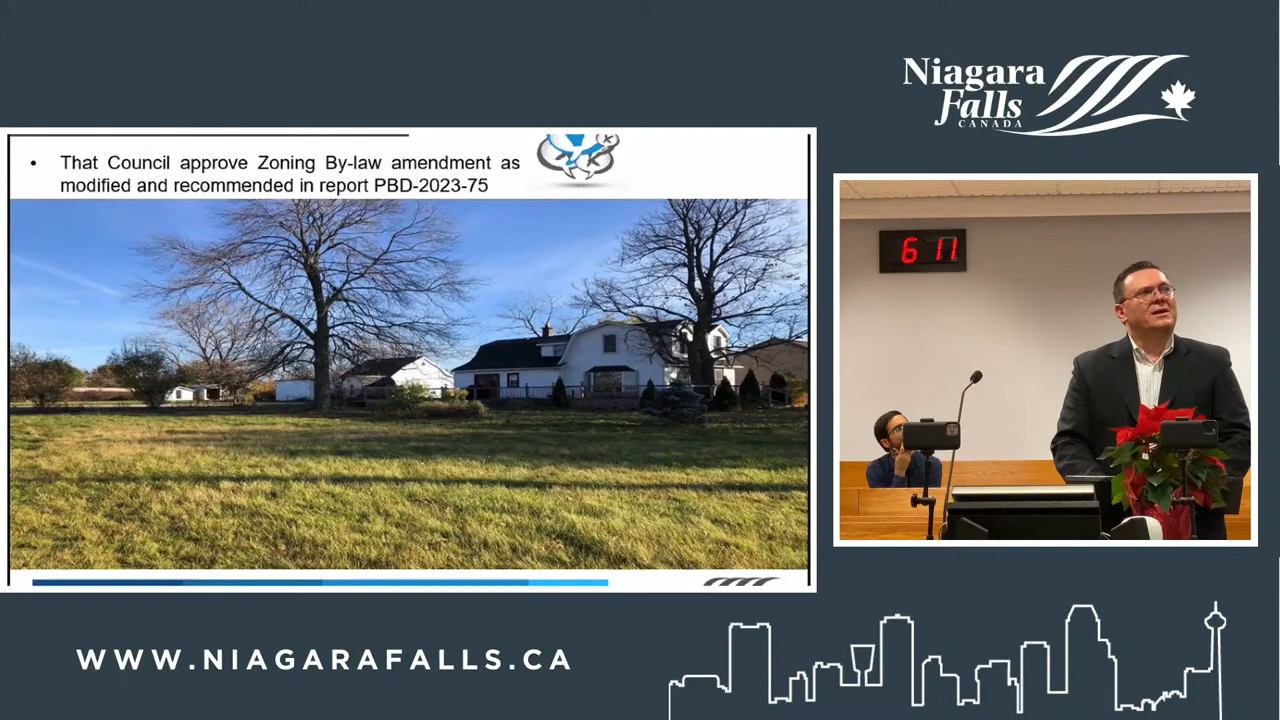 Niagara
Falls
CANADA
• That Council approve Zoning By-law amendment as
modified and recommended in report PBD-2023-75
6 11
WWW.NIAGARAFALLS.CA